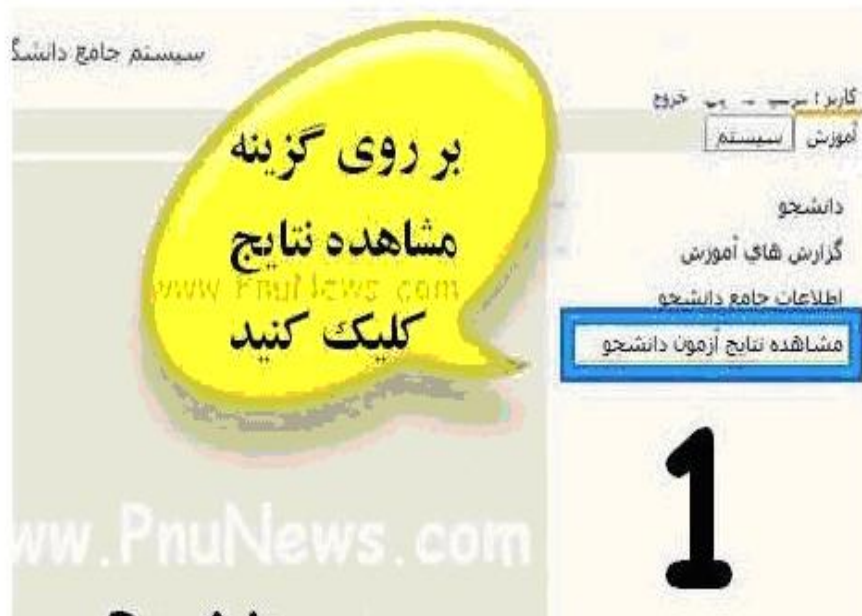 سیستم جامع دانشگ
کاربر :
خروج
آموزش سیستم
دانشجو
گزارش های آموزش
اطلاعات جامع دانشجو
مشاهده نتایج آزمون دانشجو
بر روی گزینه
مشاهده نتایج
www.PnuNews.com
کلیک کنید
1
ww.PnuNews.com